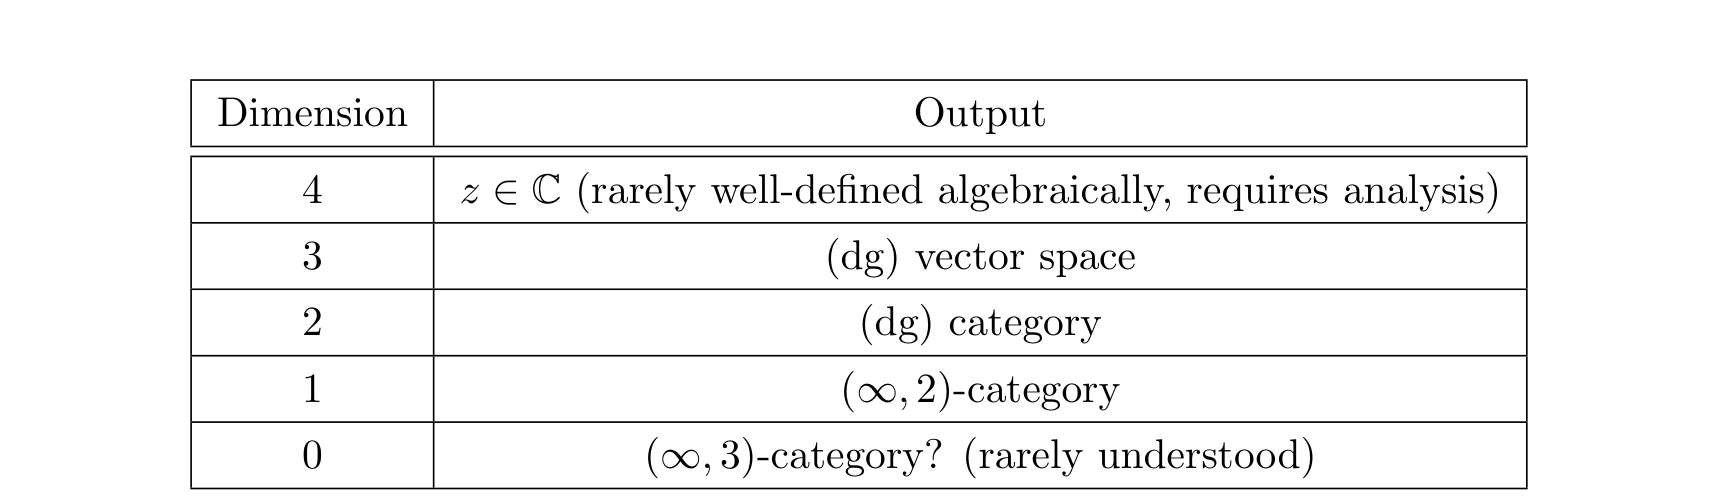 Dimension Output
4 z ∈ ℂ (rarely well-defined algebraically, requires analysis)
3 (dg) vector space
2 (dg) category
1 (∞, 2)-category
0 (∞, 3)-category? (rarely understood)